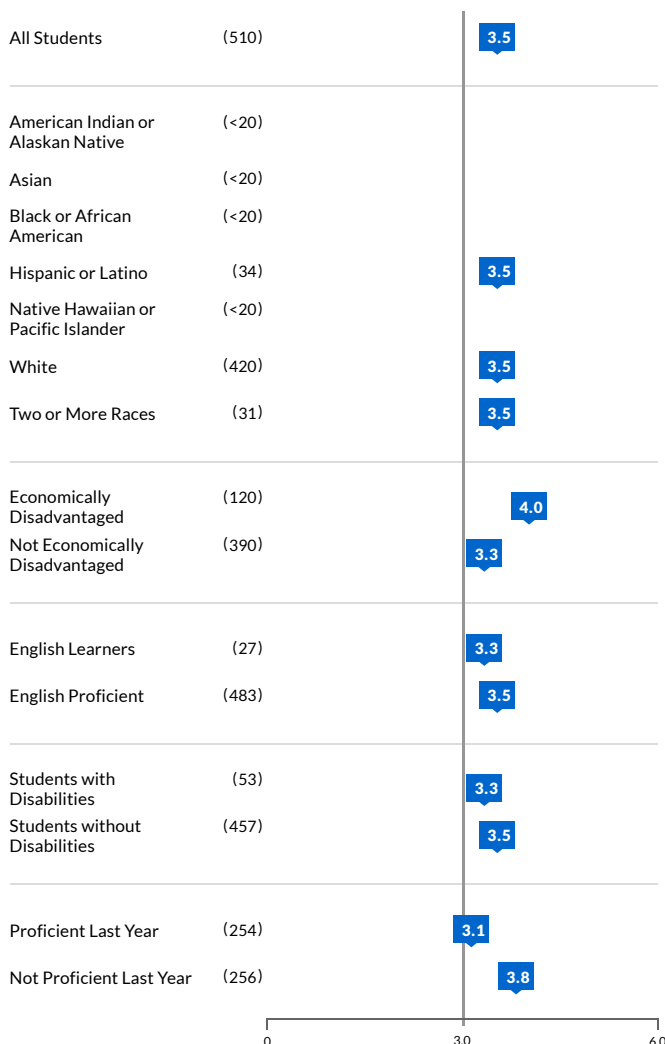 All Students (510) 3.5
American Indian or (<20)
Alaskan Native
Asian (<20)
Black or African (<20)
American
Hispanic or Latino (34) 3.5
Native Hawaiian or (<20)
Pacific Islander
White (420) 3.5
Two or More Races (31) 3.5
Economically (120) 4.0
Disadvantaged
Not Economically (390) 3.3
Disadvantaged
English Learners (27) 3.3
English Proficient (483) 3.5
Students with (53) 3.3
Disabilities
Students without (457) 3.5
Disabilities
Proficient Last Year (254) 3.1
Not Proficient Last Year (256) 3.8
0 3.0 6.0